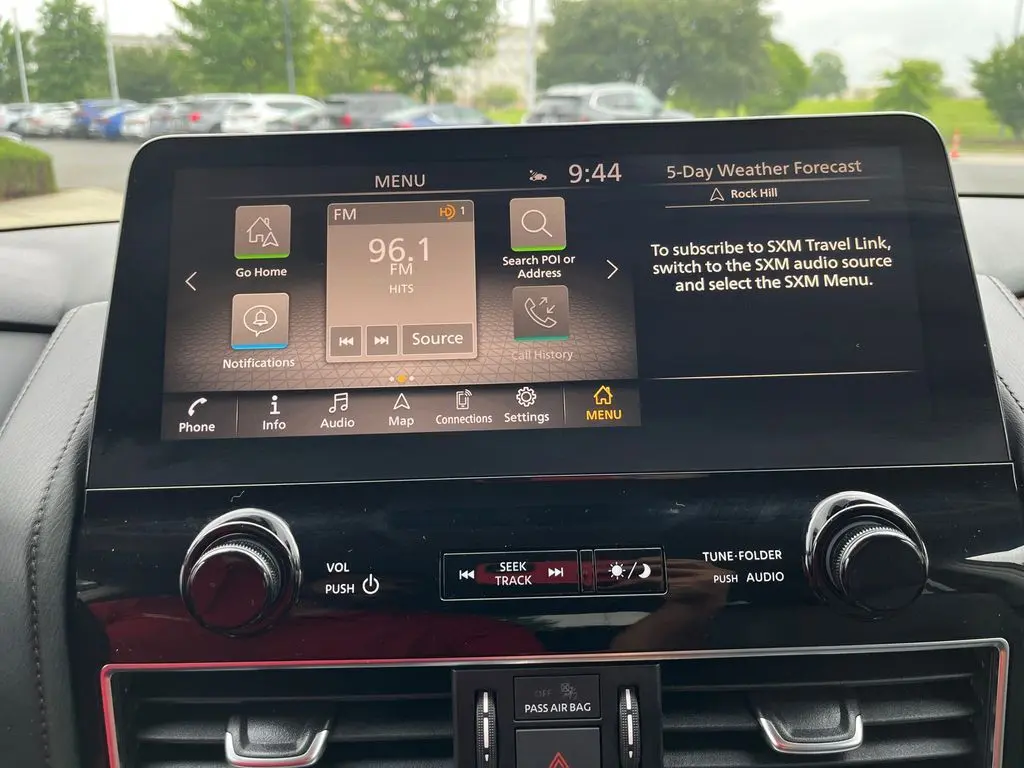 MENU
9:44
5-Day Weather Forecast
Rock Hill
FM
HD 1
96.1
FM
HITS
Source
Go Home
Notifications
Search POI or
Address
Call History
To subscribe to SXM Travel Link,
switch to the SXM audio source
and select the SXM Menu.
Phone
Info
Audio
Map
Connections
Settings
MENU
VOL
PUSH
SEEK
TRACK
TUNE·FOLDER
PUSH AUDIO
OFF
PASS AIR BAG